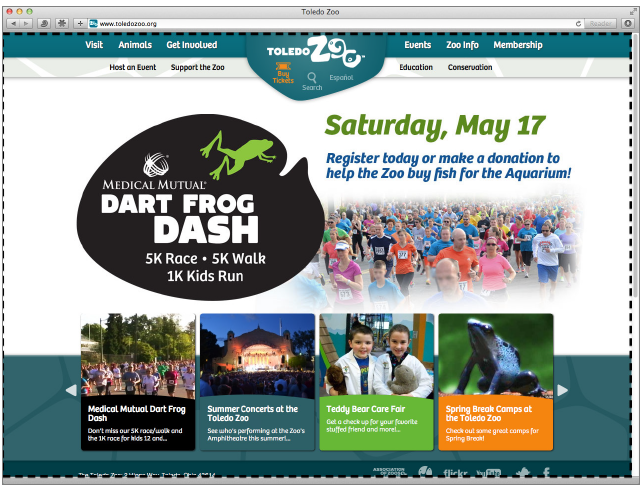 Toledo Zoo
www.toledozoo.org
Reader
Visit Animals Get Involved
TOLEDO ZOO
Events Zoo Info Membership
Host an Event Support the Zoo
Buy Tickets
Search
Español
Education Conservation
Saturday, May 17
Register today or make a donation to
help the Zoo buy fish for the Aquarium!
MEDICAL MUTUAL®
DART FROG
DASH
5K Race • 5K Walk
1K Kids Run
Medical Mutual Dart Frog
Dash
Don't miss our 5K race/walk and
the 1K race for kids 12 and...
Summer Concerts at the
Toledo Zoo
See who's performing at the Zoo's
Amphitheatre this summer!...
Teddy Bear Care Fair
Get a check up for your favorite
stuffed friend and more!...
Spring Break Camps at the
Toledo Zoo
Check out some great camps for
Spring Break!
ASSOCIATION
OF ZOOS&
flickr
You
f